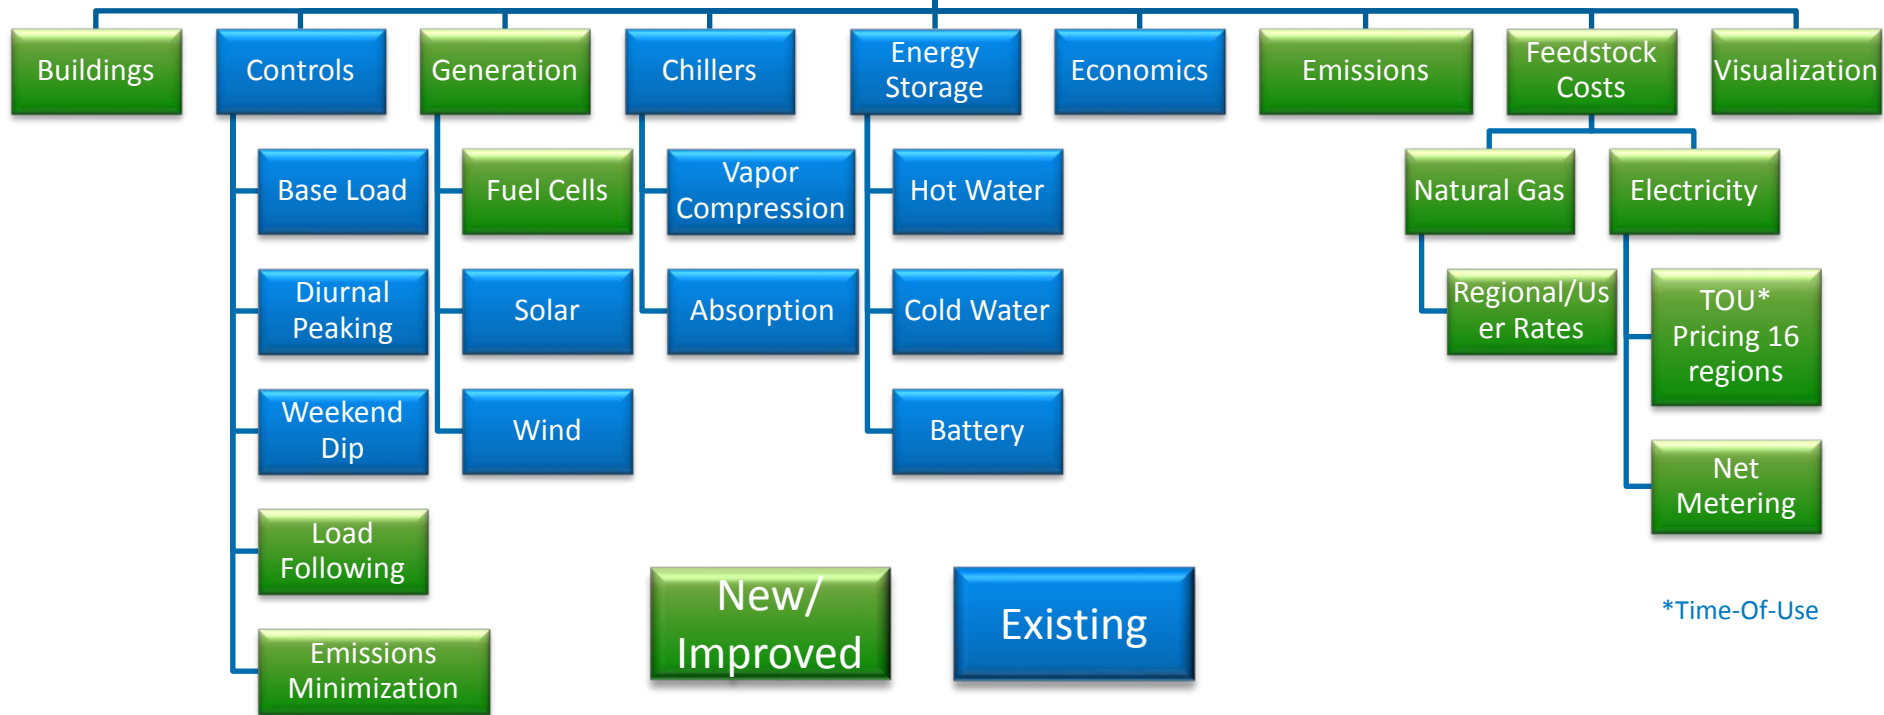 Buildings
Controls
Generation
Chillers
Energy
Storage
Economics
Emissions
Feedstock
Costs
Visualization
Base Load
Diurnal
Peaking
Weekend
Dip
Load
Following
Emissions
Minimization
Fuel Cells
Solar
Wind
Vapor
Compression
Absorption
Hot Water
Cold Water
Battery
Natural Gas
Regional/Us
er Rates
Electricity
TOU*
Pricing 16
regions
Net
Metering
New/
Improved
Existing
*Time-Of-Use